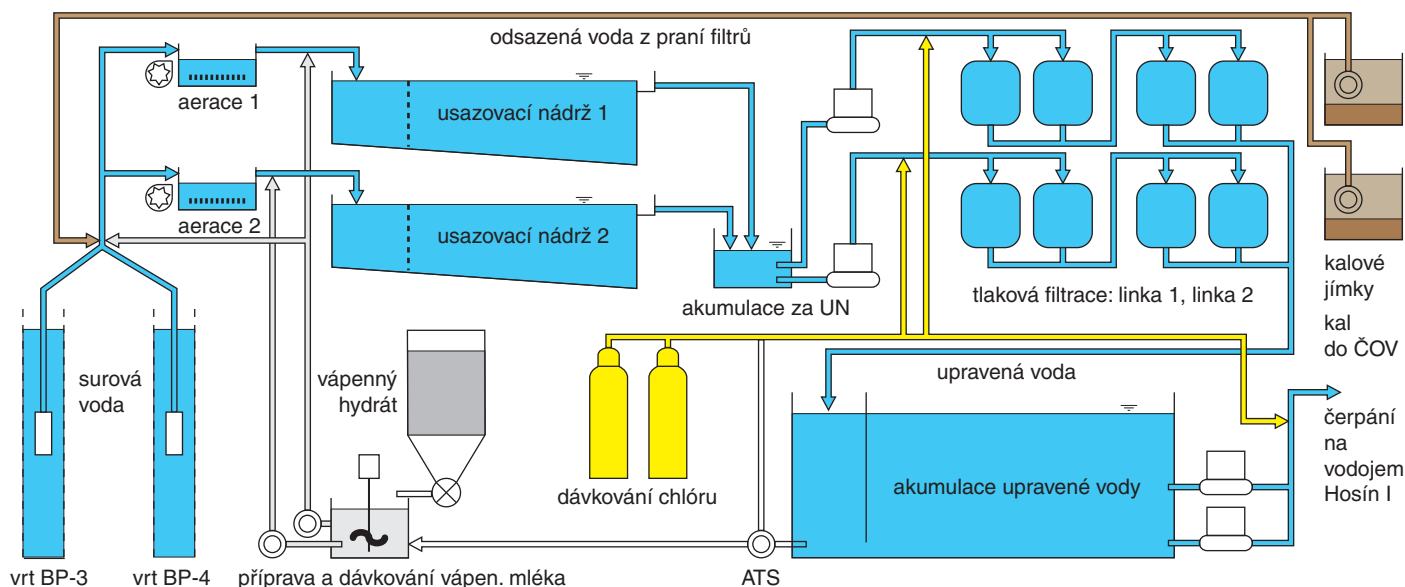 odsazená voda z praní filtrů
aerace 1
usazovací nádrž 1
aerace 2
usazovací nádrž 2
akumulace za UN
tlaková filtrace: linka 1, linka 2
kalové
jímky
kal
do ČOV
surová
voda
vápenný
hydrát
upravená voda
čerpání
na
vodojem
Hosín I
dávkování chlóru
akumulace upravené vody
vrt BP-3
vrt BP-4
příprava a dávkování vápen. mléka
ATS